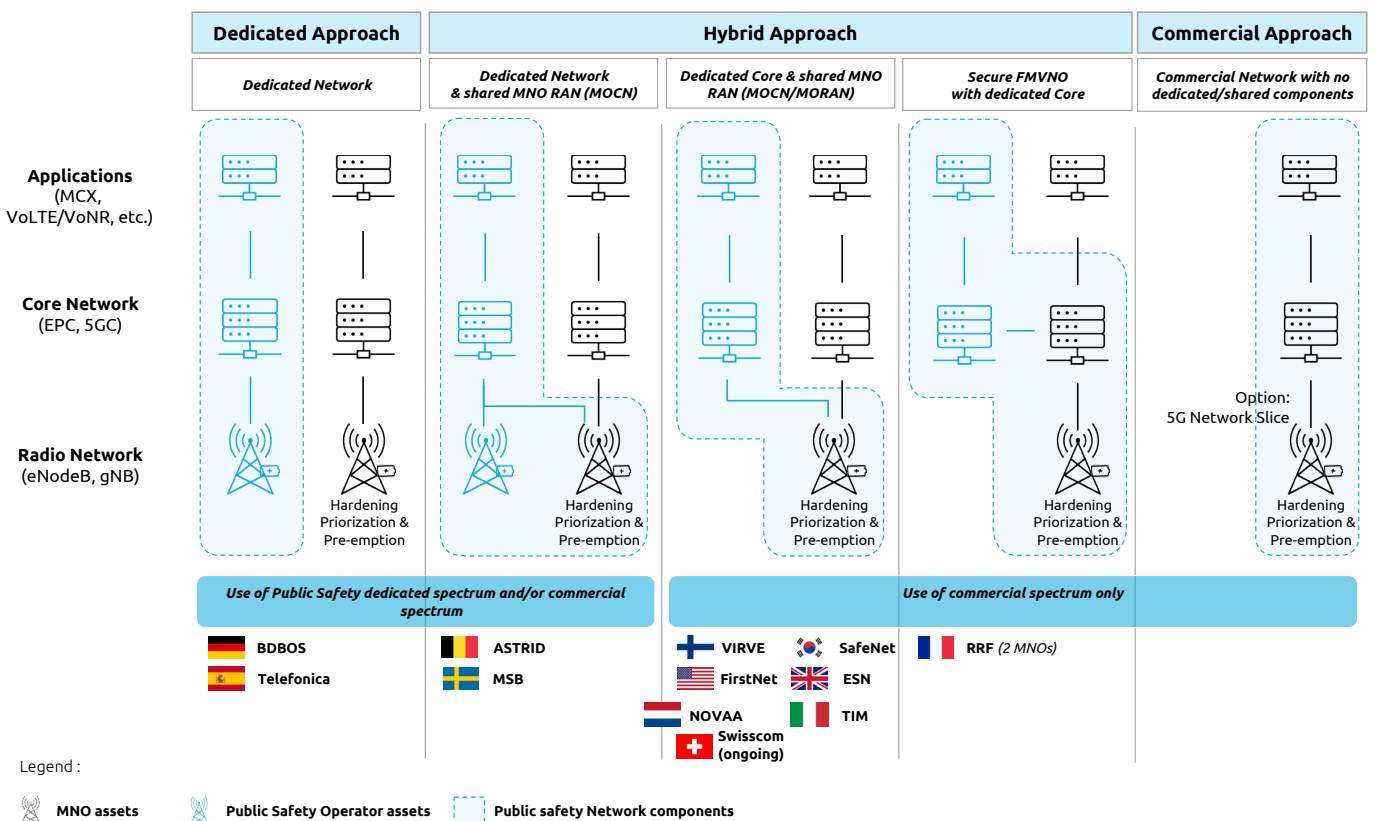 Dedicated Approach
Hybrid Approach
Commercial Approach
Dedicated Network
Dedicated Network
& shared MNO RAN (MOCN)
Dedicated Core & shared MNO
RAN (MOCN/MORAN)
Secure FMVNO
with dedicated Core
Commercial Network with no
dedicated/shared components
Applications
(MCX,
VoLTE/VoNR, etc.)
Core Network
(EPC, 5GC)
Option:
5G Network Slice
Radio Network
(eNodeB, gNB)
Hardening
Priorization &
Pre-emption
Hardening
Priorization &
Pre-emption
Hardening
Priorization &
Pre-emption
Hardening
Priorization &
Pre-emption
Hardening
Priorization &
Pre-emption
Use of Public Safety dedicated spectrum and/or commercial
spectrum
Use of commercial spectrum only
BDBOS
Telefonica
ASTRID
MSB
VIRVE
SafeNet
FirstNet
ESN
NOVAA
TIM
Swisscom
(ongoing)
RRF (2 MNOs)
Legend :
MNO assets
Public Safety Operator assets
Public safety Network components